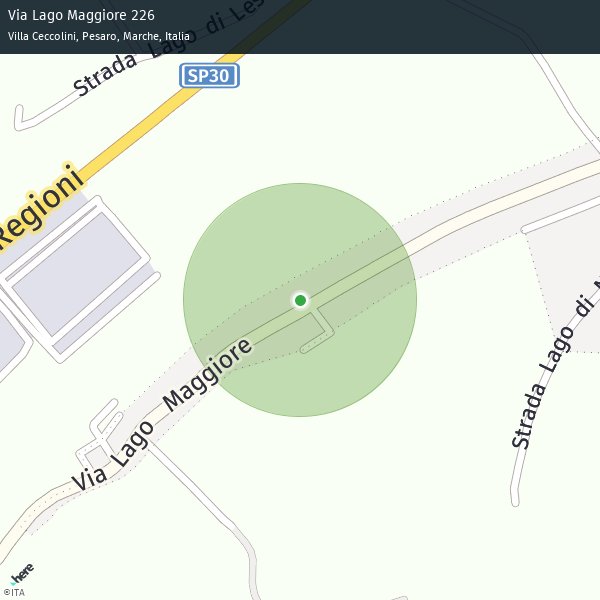 Via Lago Maggiore 226
Villa Ceccolini, Pesaro, Marche, Italia
Strada Lago di Les
SP30
Regioni
Via Lago Maggiore
Strada Lago di M
here
©ITA